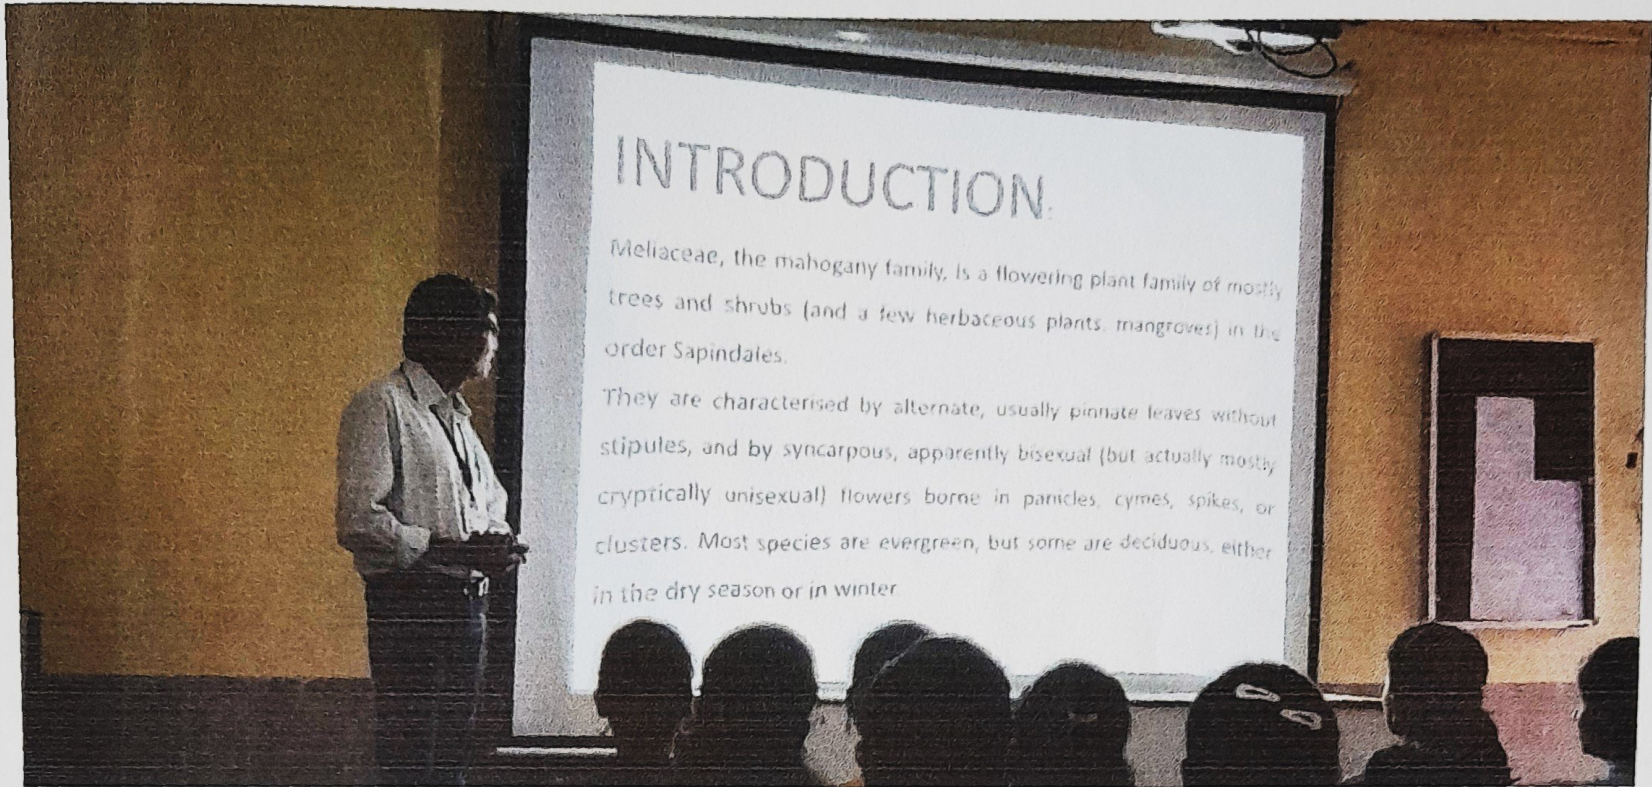 INTRODUCTION:
Meliaceae, the mahogany family, is a flowering plant family of mostly
trees and shrubs (and a few herbaceous plants, mangroves) in the
order Sapindales.
They are characterised by alternate, usually pinnate leaves without
stipules, and by syncarpous, apparently bisexual (but actually mostly
cryptically unisexual) flowers borne in panicles, cymes, spikes, or
clusters. Most species are evergreen, but some are deciduous, either
in the dry season or in winter.